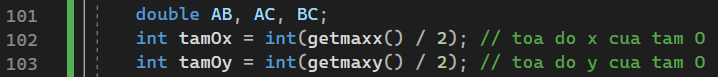 101 double AB, AC, BC;
102 int tamOx = int(getmaxx() / 2); // toa do x cua tam O
103 int tamOy = int(getmaxy() / 2); // toa do y cua tam O